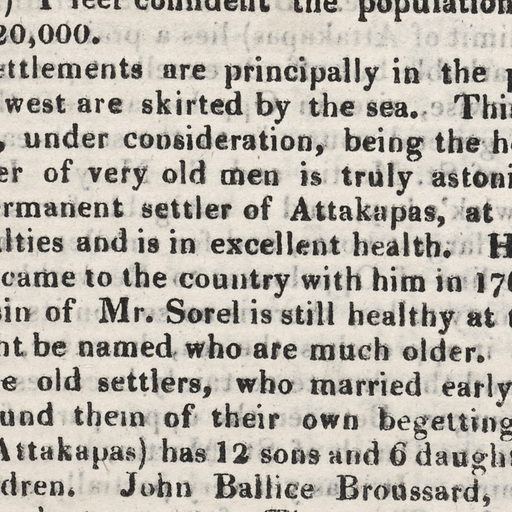 I feel confident the population
20,000.
ettlements are principally in the
west are skirted by the sea. This
, under consideration, being the h
er of very old men is truly astoni
ermanent settler of Attakapas, at
lties and is in excellent health. H
came to the country with him in 176
in of Mr. Sorel is still healthy at
ht be named who are much older.
e old settlers, who married early
und them of their own begetting
Attakapas) has 12 sons and 6 daught
dren. John Ballice Broussard,